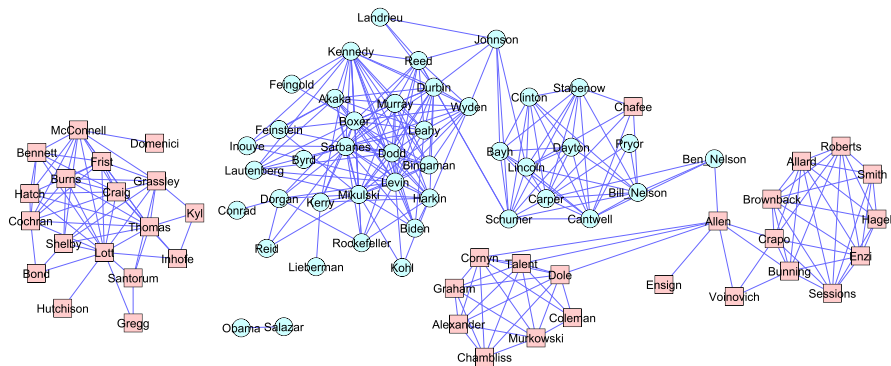 Landrieu
Johnson
Kennedy
Reed
Feingold
Durbin
Stabenow
Akaka
Murray
Wyden
Clinton
Chafee
McConnell
Domenici
Boxer
Feinstein
Leahy
Inouye
Sarbanes
Dodd
Bayh
Dayton
Pryor
Roberts
Bennett
Frist
Byrd
Lautenberg
Bingaman
Lincoln
Ben_Nelson
Allard
Smith
Burns
Grassley
Levin
Hatch
Craig
Mikulski
Harkin
Dorgan
Kerry
Carper
Bill_Nelson
Brownback
Conrad
Kyl
Cochran
Thomas
Biden
Schumer
Cantwell
Allen
Hagel
Shelby
Reid
Rockefeller
Crapo
Lott
Inhofe
Lieberman
Kohl
Cornyn
Talent
Dole
Enzi
Bond
Santorum
Bunning
Graham
Ensign
Voinovich
Sessions
Hutchison
Gregg
Obama
Salazar
Alexander
Coleman
Murkowski
Chambliss